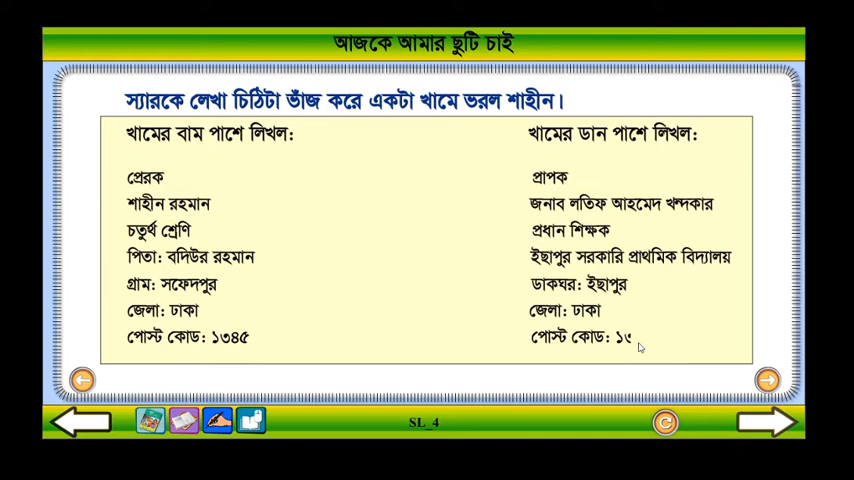 আজকে আমার ছুটি চাই
স্যারকে লেখা চিঠিটা ভাঁজ করে একটা খামে ভরল শাহীন।
খামের বাম পাশে লিখল:
প্রেরক
শাহীন রহমান
চতুর্থ শ্রেণি
পিতা: বদিউর রহমান
গ্রাম: সফেদপুর
জেলা: ঢাকা
পোস্ট কোড: ১৩৪৫
খামের ডান পাশে লিখল:
প্রাপক
জনাব লতিফ আহমেদ খন্দকার
প্রধান শিক্ষক
ইছাপুর সরকারি প্রাথমিক বিদ্যালয়
ডাকঘর: ইছাপুর
জেলা: ঢাকা
পোস্ট কোড: ১৩
SL_4